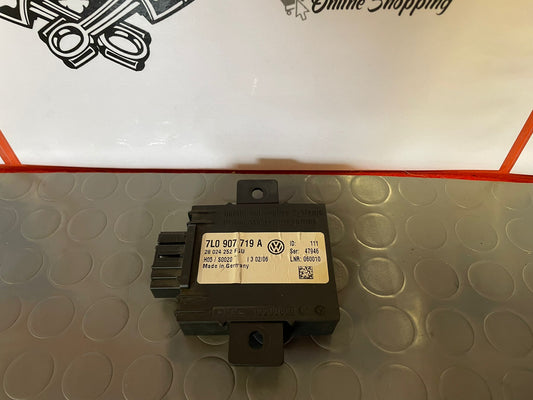 Online Shopping
7L0 907 719 A
28 024 252 FGU
H05 / S0020 13 02/06
Made in Germany
ID: 111
Ser: 47946
LNR: 060010